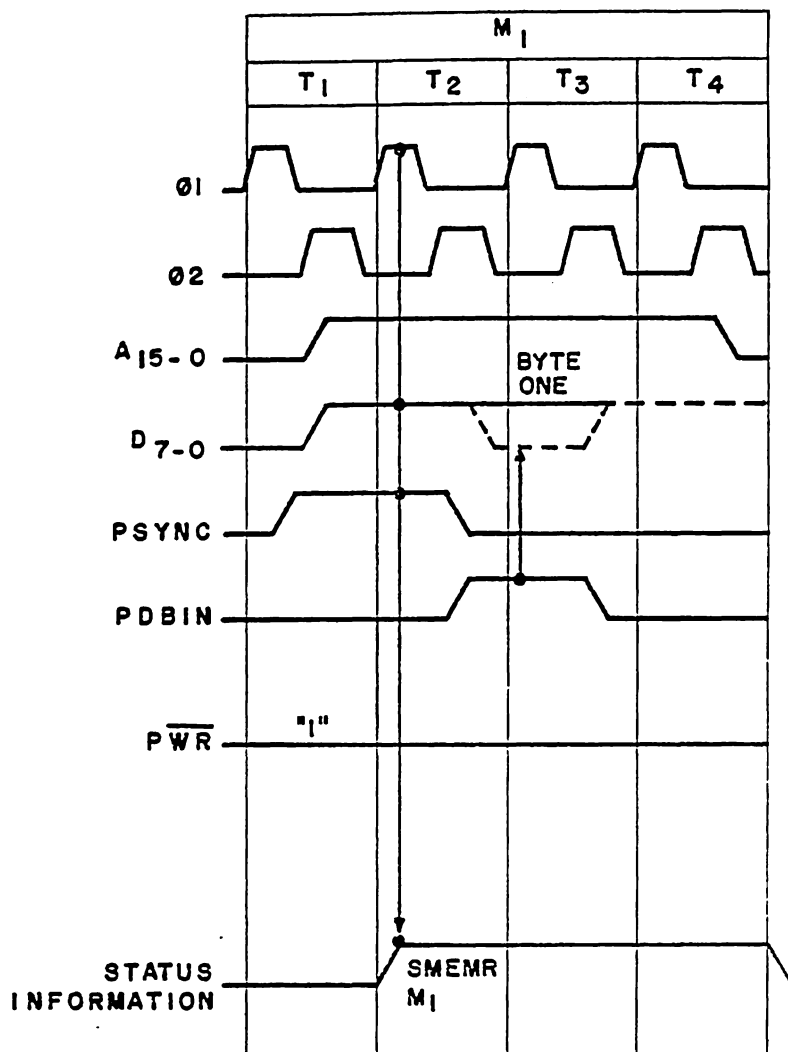 M1
T1 T2 T3 T4
Ø1
Ø2
A15-0
BYTE
ONE
D7-0
PSYNC
PDBIN
"1"
PW̅R̅
STATUS
INFORMATION
SMEMR
M1